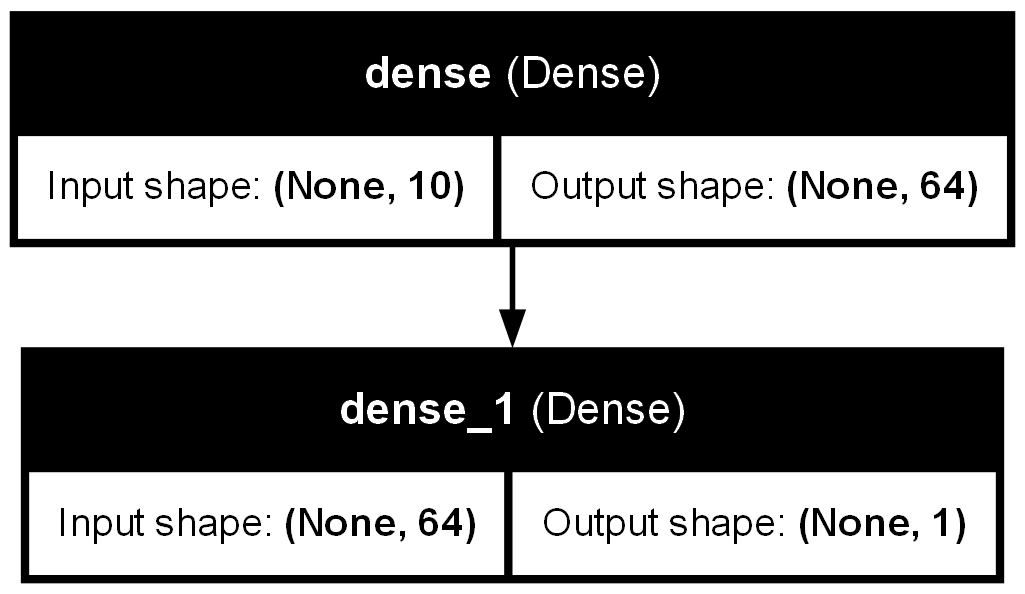 dense (Dense)
Input shape: (None, 10) Output shape: (None, 64)
dense_1 (Dense)
Input shape: (None, 64) Output shape: (None, 1)